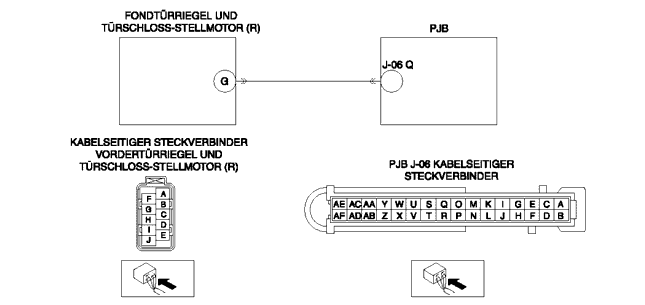 FONDTÜRRIEGEL UND
TÜRSCHLOSS-STELLMOTOR (R)
PJB
G
J-06 Q
KABELSEITIGER STECKVERBINDER
VORDERTÜRRIEGEL UND
TÜRSCHLOSS-STELLMOTOR (R)
PJB J-06 KABELSEITIGER
STECKVERBINDER
A
F
B
G
C
H
D
I
E
J
AE AC AA Y W U S Q O M K I G E C A
AF AD AB Z X V T R P N L J H F D B